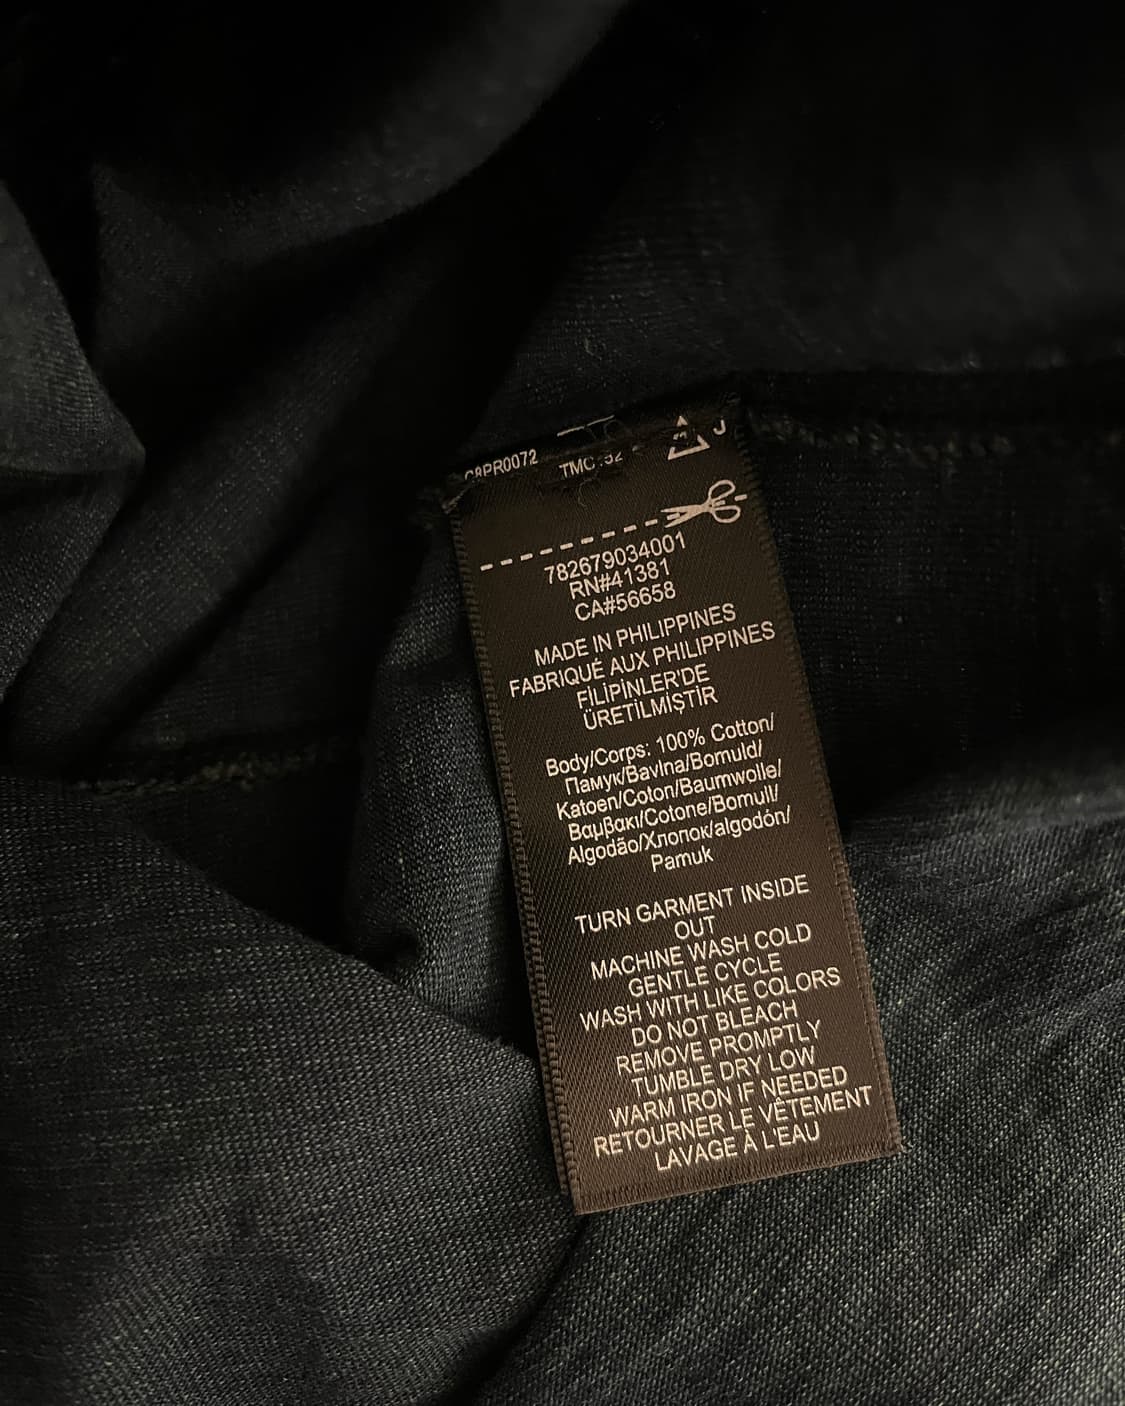 C8PR0072
TMC
782679034001
RN#41381
CA#56658
MADE IN PHILIPPINES
FABRIQUÉ AUX PHILIPPINES
FİLİPİNLER'DE
ÜRETİLMİŞTİR
Body/Corps: 100% Cotton/
Памук/Bavlna/Bomuld/
Katoen/Coton/Baumwolle/
Βαμβακι/Cotone/Bomull/
Algodão/Хлопок/algodón/
Pamuk
TURN GARMENT INSIDE
OUT
MACHINE WASH COLD
GENTLE CYCLE
WASH WITH LIKE COLORS
DO NOT BLEACH
REMOVE PROMPTLY
TUMBLE DRY LOW
WARM IRON IF NEEDED
RETOURNER LE VÊTEMENT
LAVAGE À L'EAU